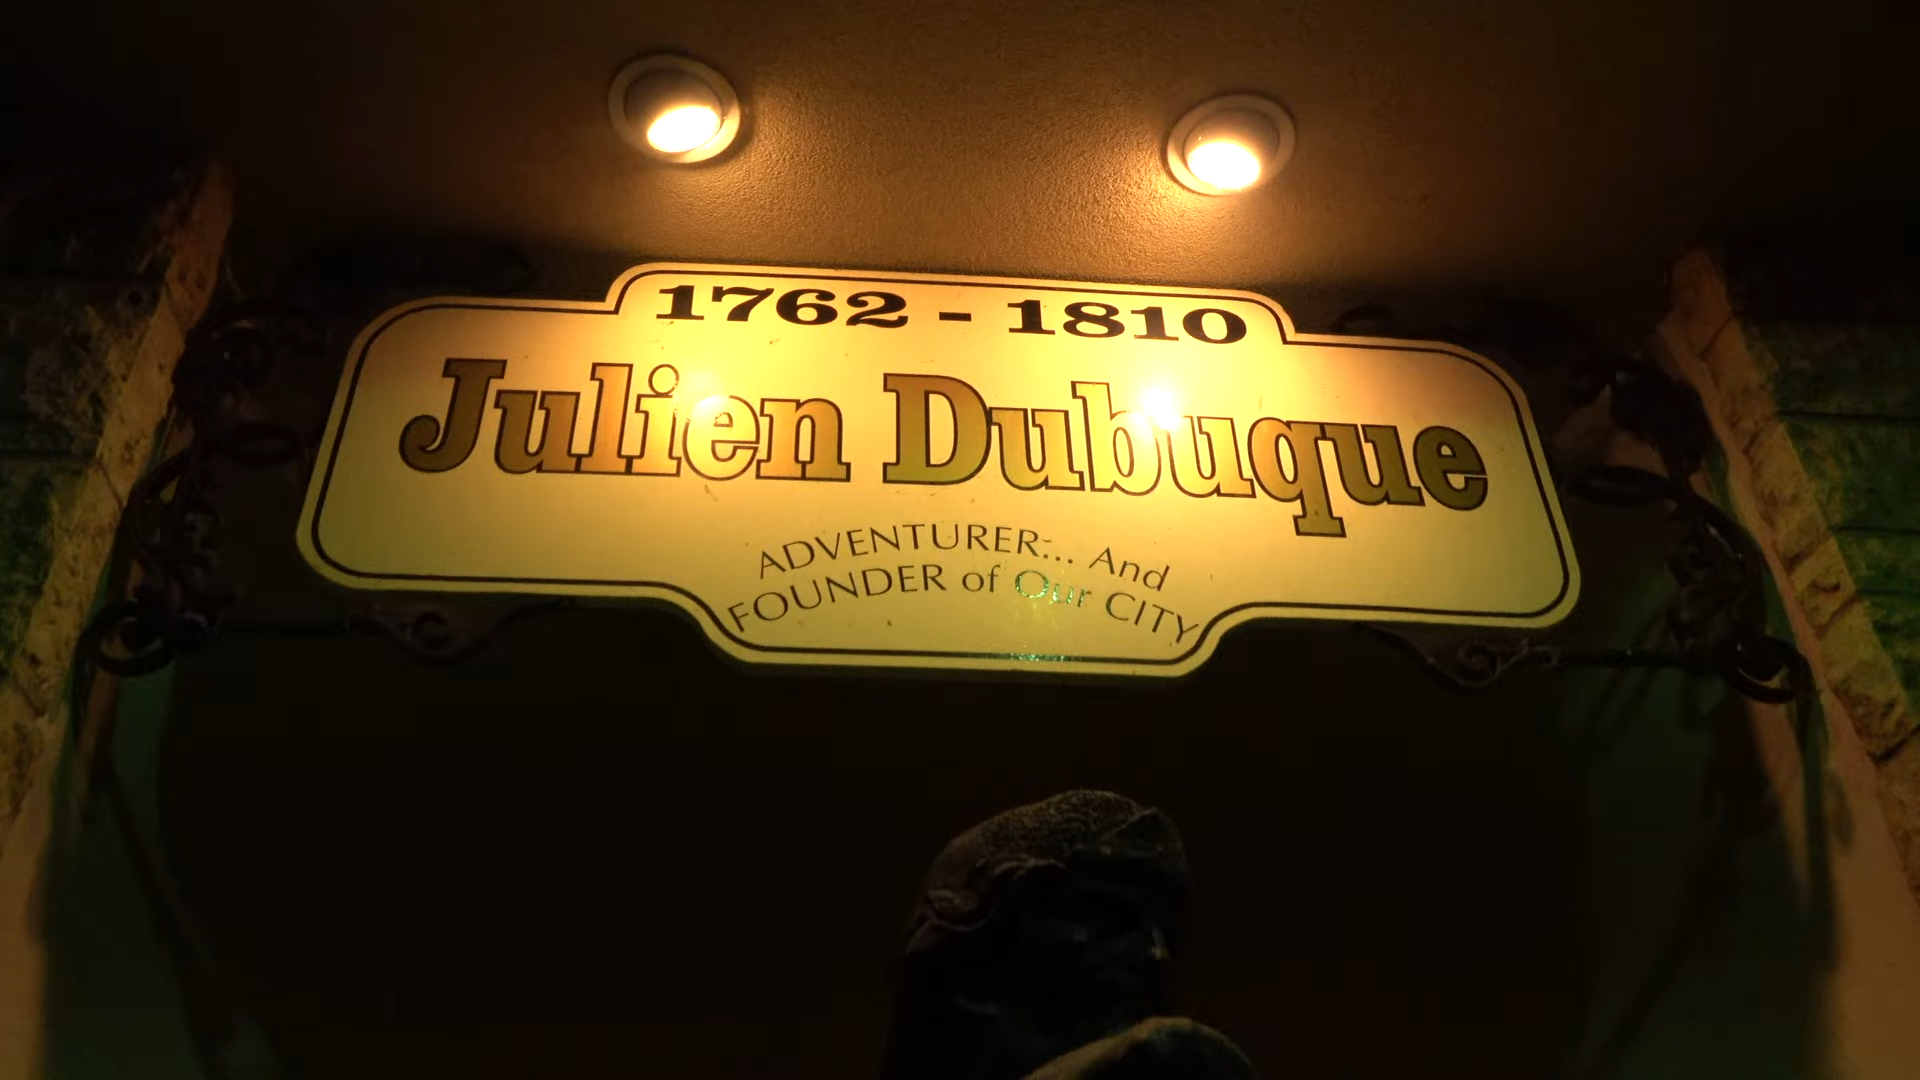 1762 - 1810
Julien Dubuque
ADVENTURER... And
FOUNDER of Our CITY